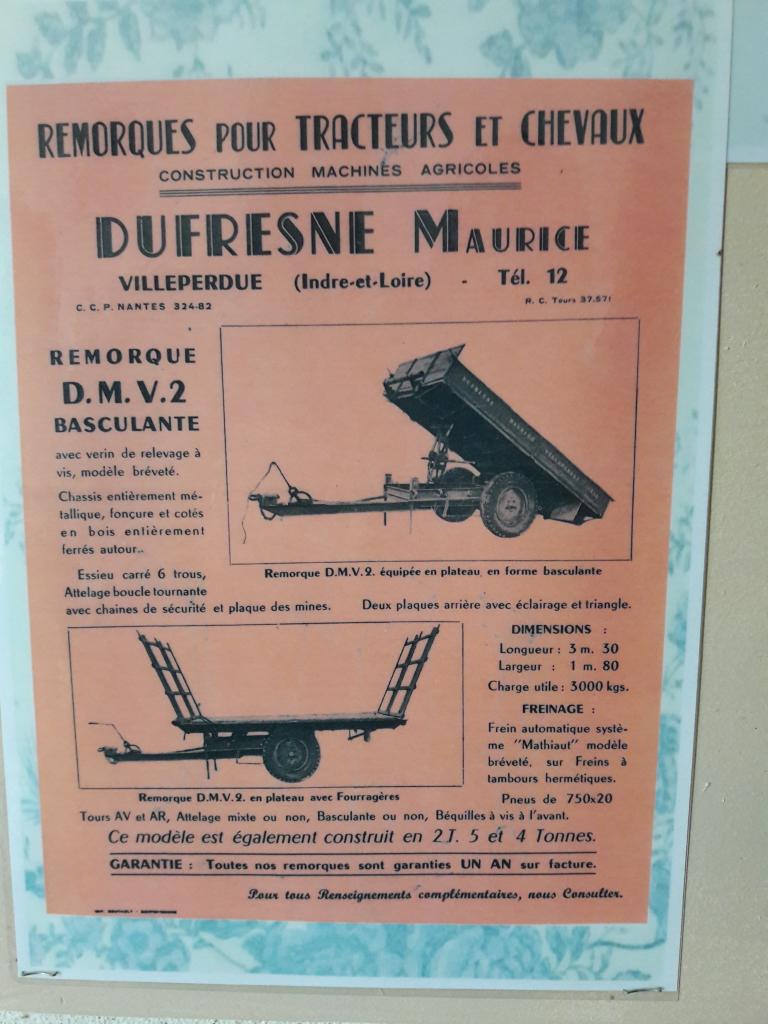 REMORQUES POUR TRACTEURS ET CHEVAUX
CONSTRUCTION MACHINES AGRICOLES
DUFRESNE MAURICE
VILLEPERDUE (Indre-et-Loire) - Tél. 12
C. C. P. NANTES 324-82
R. C. Tours 37.571
REMORQUE
D. M. V. 2
BASCULANTE
avec verin de relevage à
vis, modèle bréveté.
Chassis entièrement mé-
tallique, fonçure et cotés
en bois entièrement
ferrés autour..
Essieu carré 6 trous,
Attelage boucle tournante
avec chaines de sécurité et plaque des mines.
Remorque D.M.V.2. équipée en plateau en forme basculante
Deux plaques arrière avec éclairage et triangle.
DIMENSIONS :
Longueur : 3 m. 30
Largeur : 1 m. 80
Charge utile : 3000 kgs.
FREINAGE :
Frein automatique systè-
me "Mathiaut" modèle
bréveté, sur Freins à
tambours hermétiques.
Pneus de 750x20
Remorque D.M.V.2. en plateau avec Fourragères
Tours AV et AR, Attelage mixte ou non, Basculante ou non, Béquilles à vis à l'avant.
Ce modèle est également construit en 2 T. 5 et 4 Tonnes.
GARANTIE : Toutes nos remorques sont garanties UN AN sur facture.
Pour tous Renseignements complémentaires, nous Consulter.